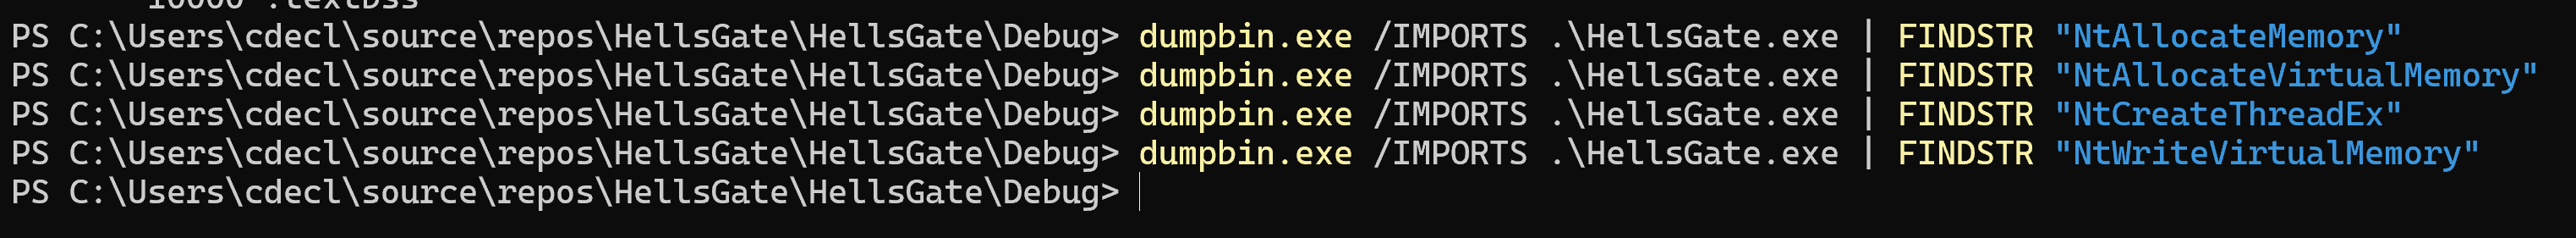 10000 .textbss
PS C:\Users\cdecl\source\repos\HellsGate\HellsGate\Debug> dumpbin.exe /IMPORTS .\HellsGate.exe | FINDSTR "NtAllocateMemory"
PS C:\Users\cdecl\source\repos\HellsGate\HellsGate\Debug> dumpbin.exe /IMPORTS .\HellsGate.exe | FINDSTR "NtAllocateVirtualMemory"
PS C:\Users\cdecl\source\repos\HellsGate\HellsGate\Debug> dumpbin.exe /IMPORTS .\HellsGate.exe | FINDSTR "NtCreateThreadEx"
PS C:\Users\cdecl\source\repos\HellsGate\HellsGate\Debug> dumpbin.exe /IMPORTS .\HellsGate.exe | FINDSTR "NtWriteVirtualMemory"
PS C:\Users\cdecl\source\repos\HellsGate\HellsGate\Debug>